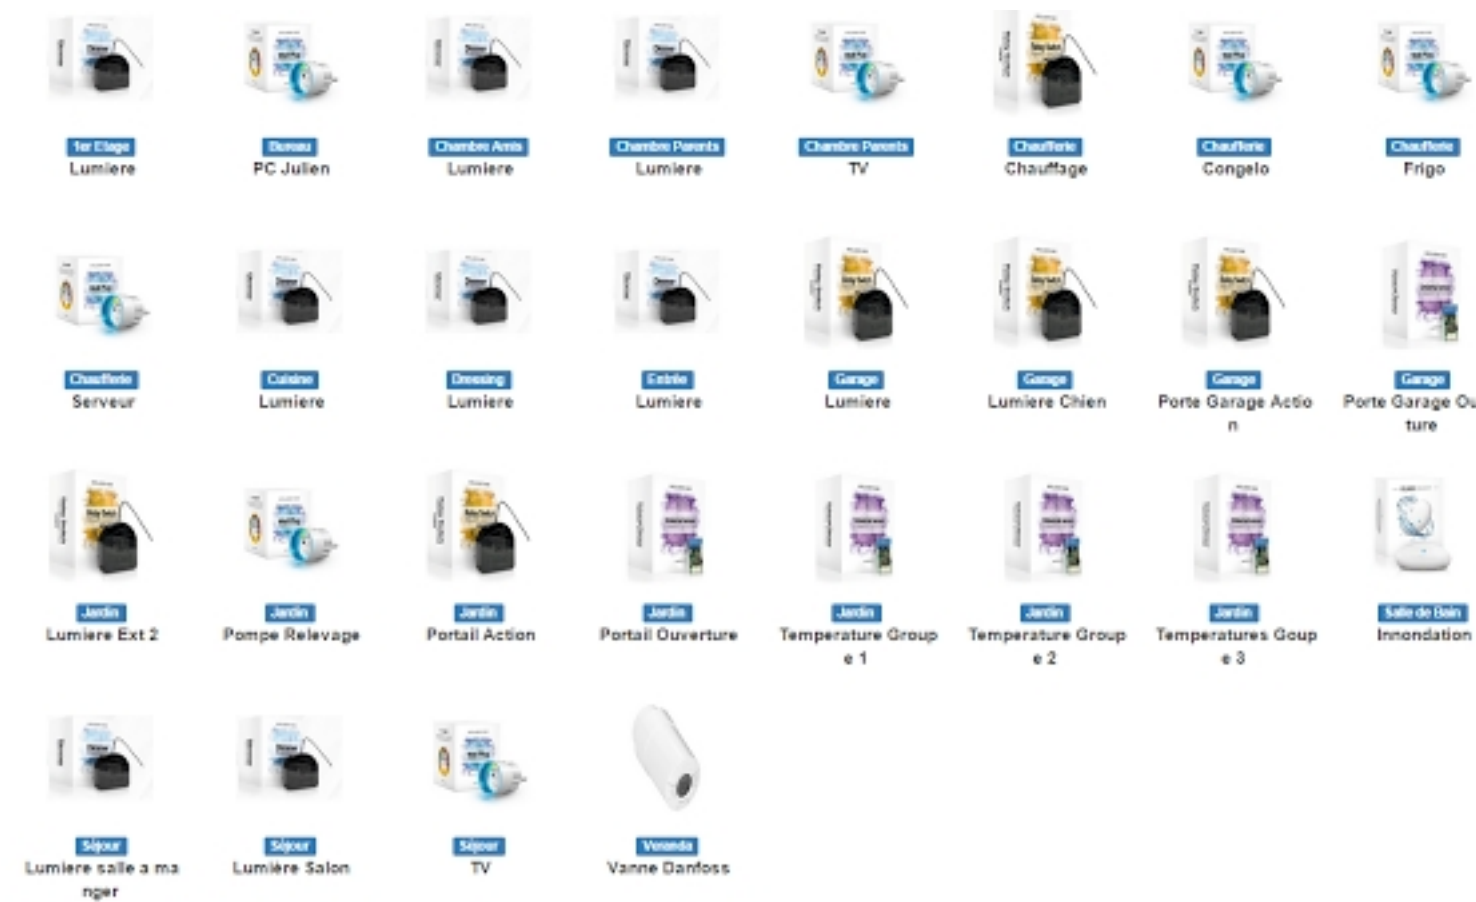 1er Etage
Lumiere
Bureau
PC Julien
Chambre Amis
Lumiere
Chambre Parents
Lumiere
Chambre Parents
TV
Chaufferie
Chauffage
Chaufferie
Congelo
Chaufferie
Frigo
Chaufferie
Serveur
Cuisine
Lumiere
Dressing
Lumiere
Entrée
Lumiere
Garage
Lumiere
Garage
Lumiere Chien
Garage
Porte Garage Actio
n
Garage
Porte Garage Ou
ture
Jardin
Lumiere Ext 2
Jardin
Pompe Relevage
Jardin
Portail Action
Jardin
Portail Ouverture
Jardin
Temperature Group
e 1
Jardin
Temperature Group
e 2
Jardin
Temperatures Goup
e 3
Salle de Bain
Innondation
Séjour
Lumiere salle a ma
nger
Séjour
Lumière Salon
Séjour
TV
Veranda
Vanne Danfoss